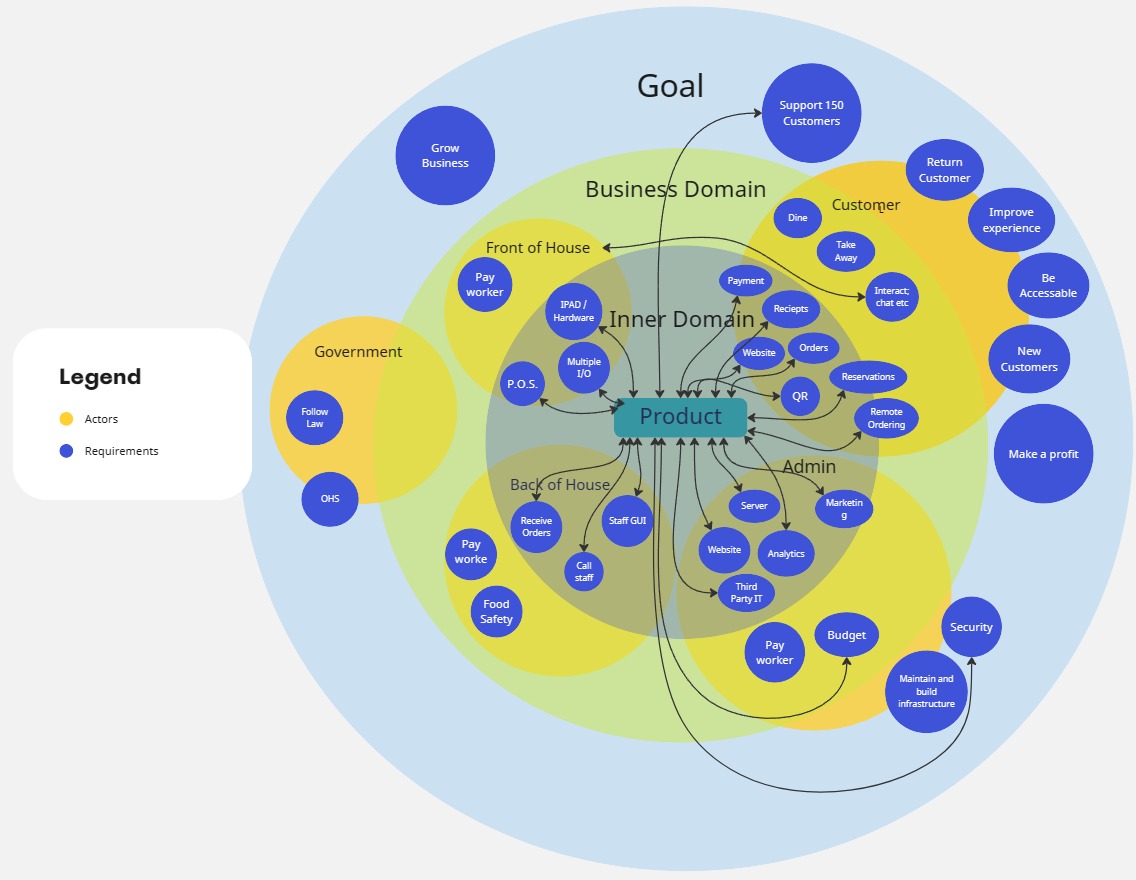 Goal
Support 150
Customers
Grow
Business
Return
Customer
Business Domain
Customer
Improve
experience
Dine
Take
Away
Front of House
Pay
worker
Be
Accessable
Payment
Interact;
chat etc
IPAD /
Hardware
Reciepts
Inner Domain
Government
Website
Orders
New
Customers
Multiple
I/O
Legend
P.O.S.
Reservations
QR
Actors
Follow
Law
Product
Remote
Ordering
Requirements
Make a profit
Admin
Back of House
OHS
Server
Marketin
g
Receive
Orders
Staff GUI
Pay
worke
Website
Analytics
Call
staff
Third
Party IT
Food
Safety
Security
Budget
Pay
worker
Maintain and
build
infrastructure